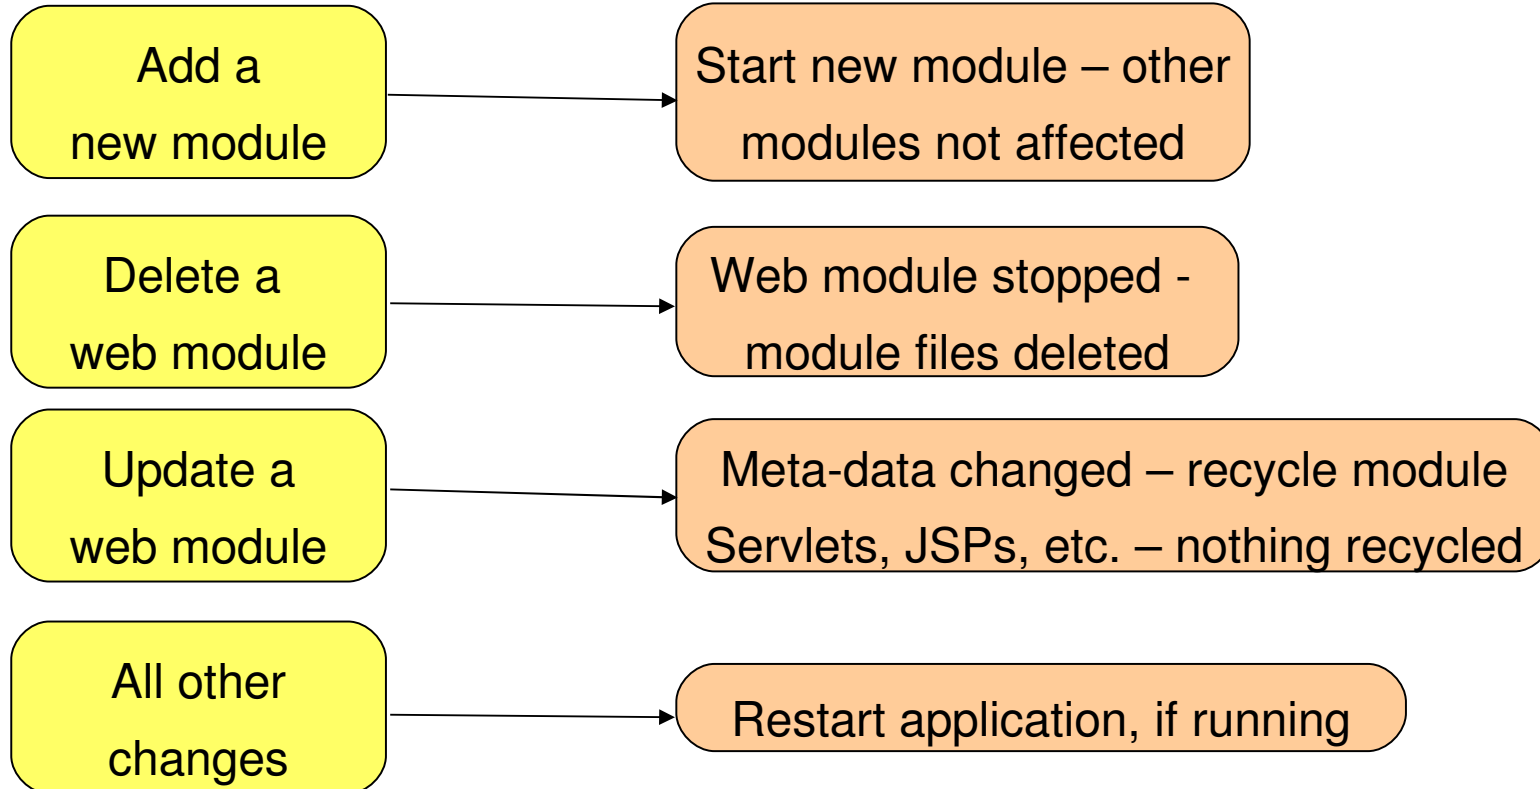 Add a
new module
Start new module – other
modules not affected
Delete a
web module
Web module stopped -
module files deleted
Update a
web module
Meta-data changed – recycle module
Servlets, JSPs, etc. – nothing recycled
All other
changes
Restart application, if running